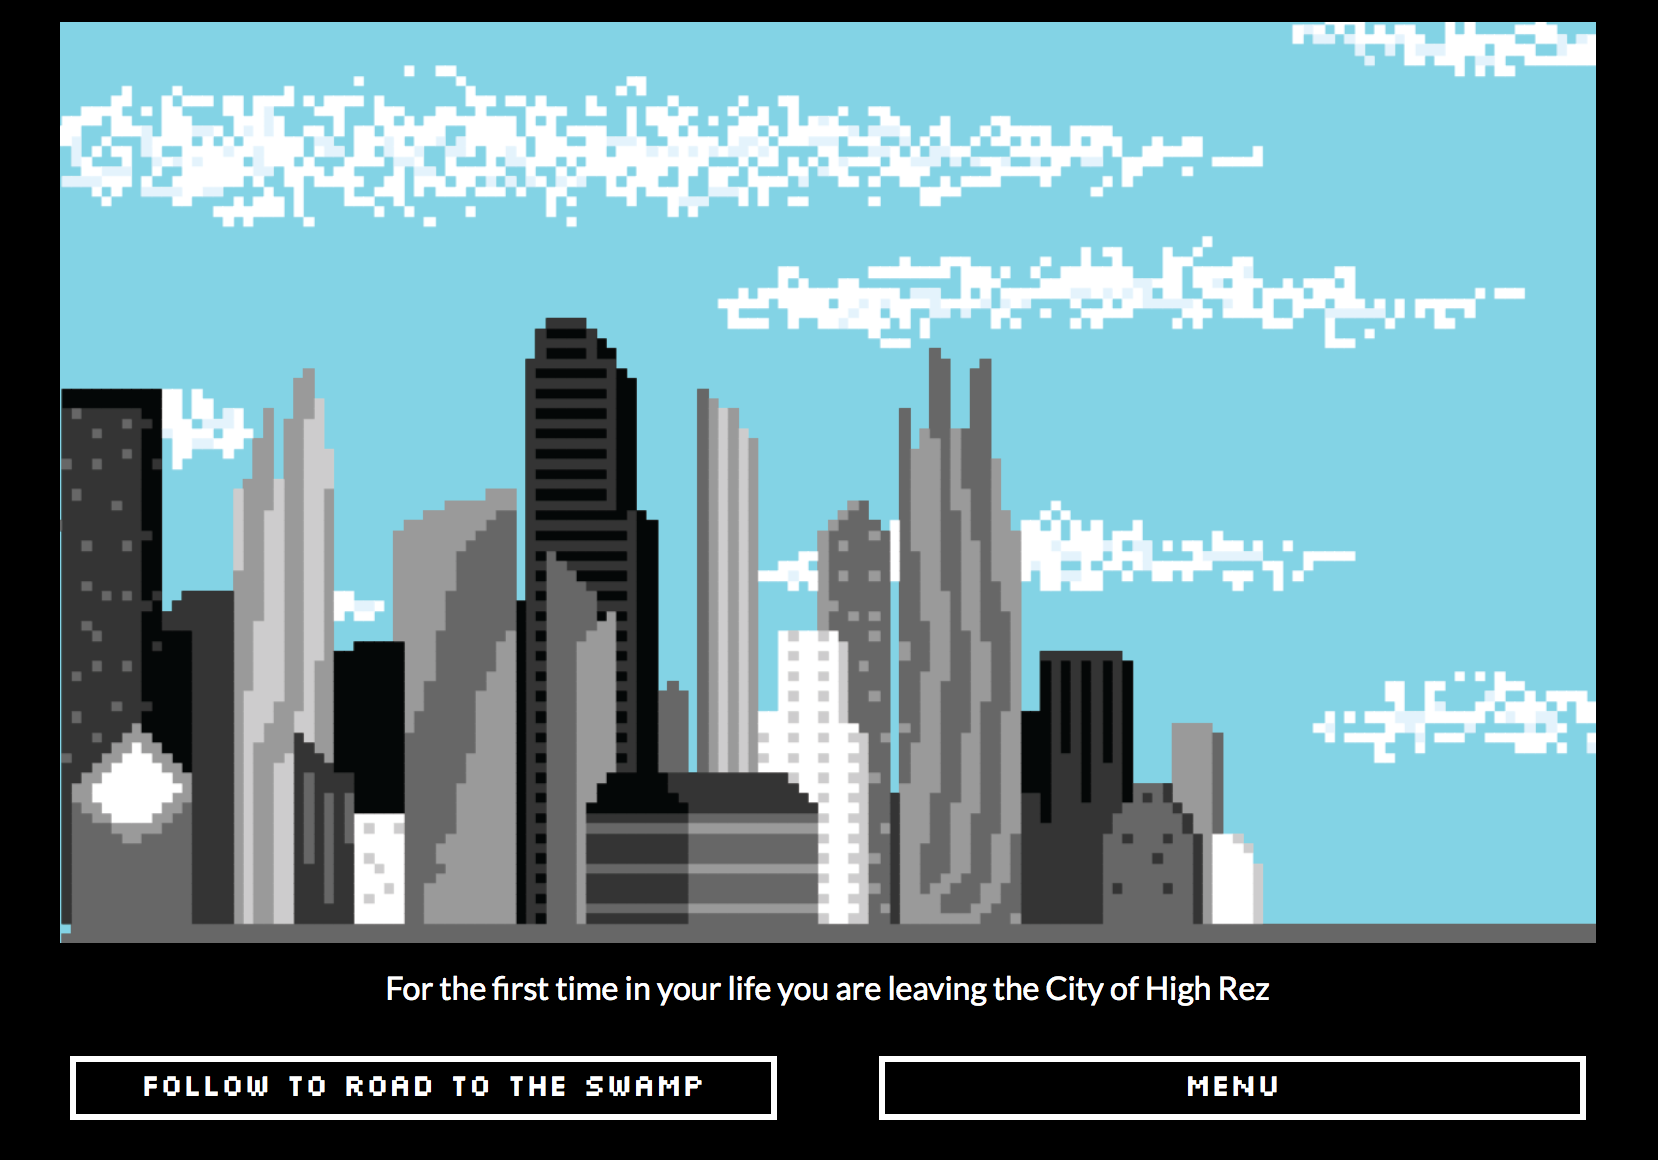 For the first time in your life you are leaving the City of High Rez
FOLLOW TO ROAD TO THE SWAMP
MENU